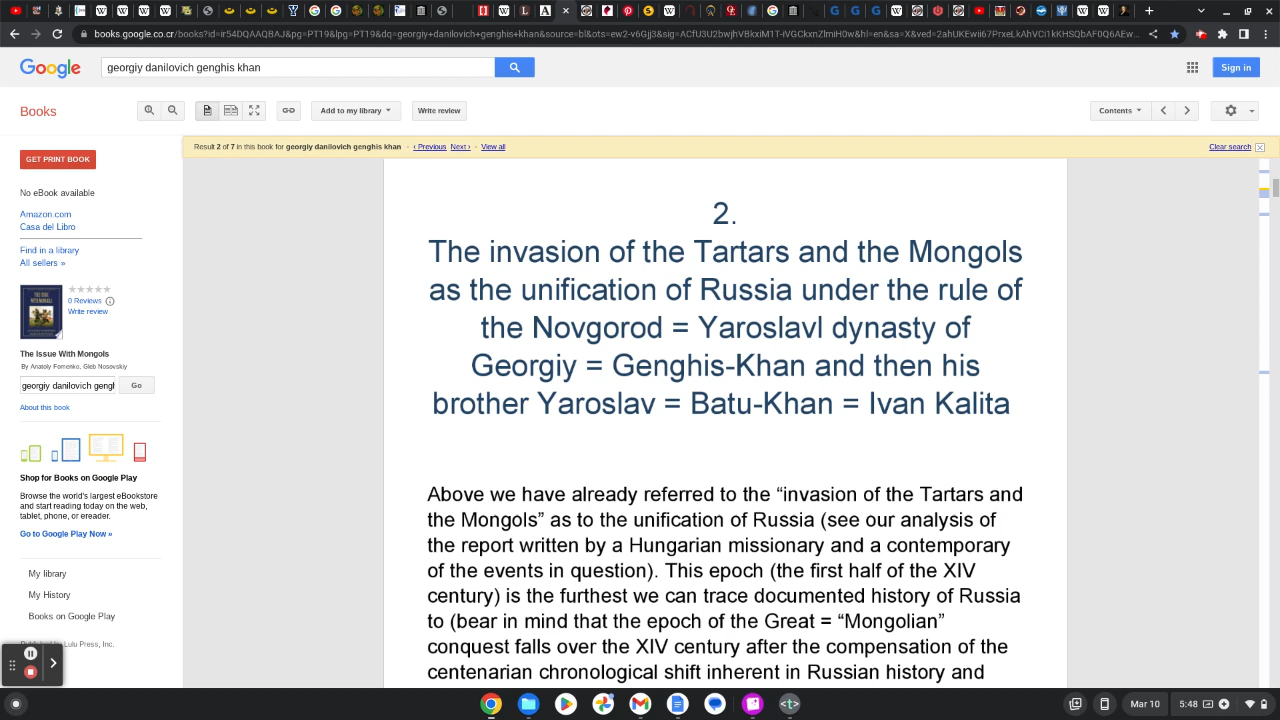 books.google.co.cr/books?id=ir54DQAAQBAJ&pg=PT19&lpg=PT19&dq=georgiy+danilovich+genghis+khan&source=bl&ots=ew2-v6Gjj3&sig=ACfU3U2bwjhVBkxiM1T-iVGCkxnZlmiH0w&hl=en&sa=X&ved=2ahUKEwii67PrxeLkAhVCi1kKHSQbAF0Q6AEw...
Google
georgiy danilovich genghis khan
Sign in
Books
Add to my library
Write review
Contents
Result 2 of 7 in this book for georgiy danilovich genghis khan - ‹ Previous Next › - View all
Clear search
GET PRINT BOOK
No eBook available
Amazon.com
Casa del Libro
Find in a library
All sellers »
0 Reviews
Write review
The Issue With Mongols
By Anatoly Fomenko, Gleb Nosovskiy
georgiy danilovich gengh
Go
About this book
Shop for Books on Google Play
Browse the world's largest eBookstore
and start reading today on the web,
tablet, phone, or ereader.
Go to Google Play Now »
My library
My History
Books on Google Play
Lulu Press, Inc.
2.
The invasion of the Tartars and the Mongols
as the unification of Russia under the rule of
the Novgorod = Yaroslavl dynasty of
Georgiy = Genghis-Khan and then his
brother Yaroslav = Batu-Khan = Ivan Kalita
Above we have already referred to the “invasion of the Tartars and
the Mongols” as to the unification of Russia (see our analysis of
the report written by a Hungarian missionary and a contemporary
of the events in question). This epoch (the first half of the XIV
century) is the furthest we can trace documented history of Russia
to (bear in mind that the epoch of the Great = “Mongolian”
conquest falls over the XIV century after the compensation of the
centenarian chronological shift inherent in Russian history and
Mar 10
5:48